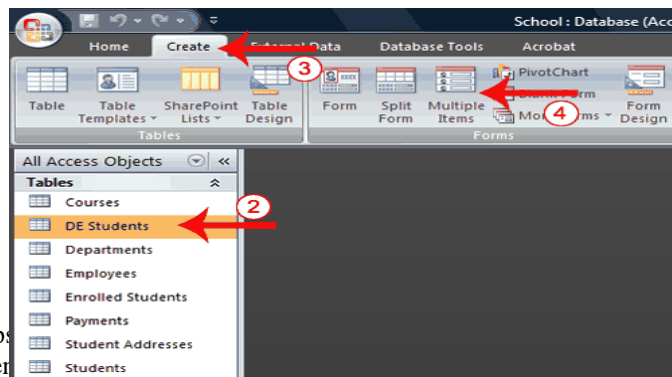 School : Database (Acc
Home Create External Data Database Tools Acrobat
3
Table Table Templates SharePoint Lists Table Design Form Split Form Multiple Items PivotChart Blank Form Form Design
4
Tables Forms
All Access Objects
Tables
Courses
2
DE Students
Departments
Employees
Enrolled Students
Payments
Student Addresses
Students